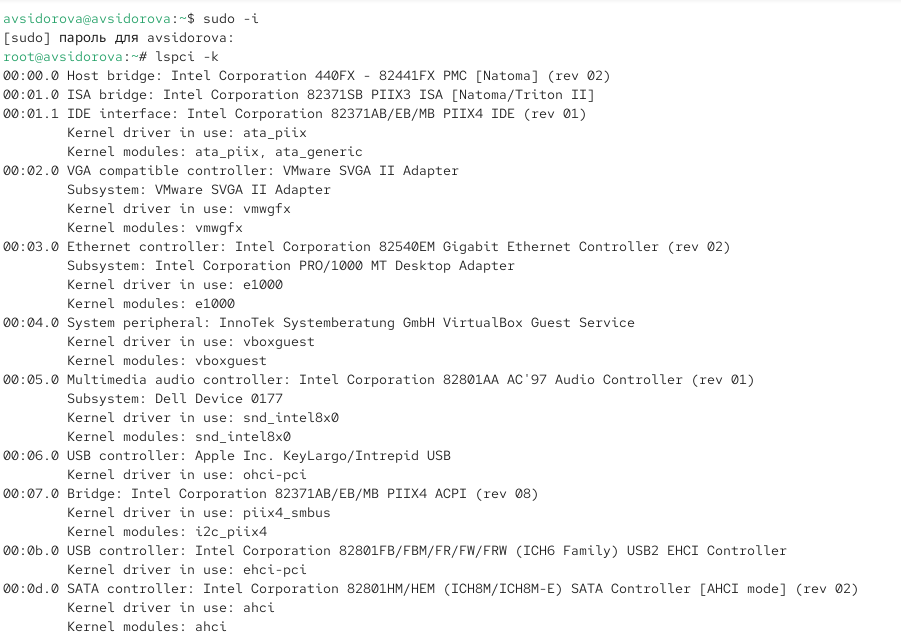 avsidorova@avsidorova:~$ sudo -i
[sudo] пароль для avsidorova:
root@avsidorova:~# lspci -k
00:00.0 Host bridge: Intel Corporation 440FX - 82441FX PMC [Natoma] (rev 02)
00:01.0 ISA bridge: Intel Corporation 82371SB PIIX3 ISA [Natoma/Triton II]
00:01.1 IDE interface: Intel Corporation 82371AB/EB/MB PIIX4 IDE (rev 01)
        Kernel driver in use: ata_piix
        Kernel modules: ata_piix, ata_generic
00:02.0 VGA compatible controller: VMware SVGA II Adapter
        Subsystem: VMware SVGA II Adapter
        Kernel driver in use: vmwgfx
        Kernel modules: vmwgfx
00:03.0 Ethernet controller: Intel Corporation 82540EM Gigabit Ethernet Controller (rev 02)
        Subsystem: Intel Corporation PRO/1000 MT Desktop Adapter
        Kernel driver in use: e1000
        Kernel modules: e1000
00:04.0 System peripheral: InnoTek Systemberatung GmbH VirtualBox Guest Service
        Kernel driver in use: vboxguest
        Kernel modules: vboxguest
00:05.0 Multimedia audio controller: Intel Corporation 82801AA AC'97 Audio Controller (rev 01)
        Subsystem: Dell Device 0177
        Kernel driver in use: snd_intel8x0
        Kernel modules: snd_intel8x0
00:06.0 USB controller: Apple Inc. KeyLargo/Intrepid USB
        Kernel driver in use: ohci-pci
00:07.0 Bridge: Intel Corporation 82371AB/EB/MB PIIX4 ACPI (rev 08)
        Kernel driver in use: piix4_smbus
        Kernel modules: i2c_piix4
00:0b.0 USB controller: Intel Corporation 82801FB/FBM/FR/FW/FRW (ICH6 Family) USB2 EHCI Controller
        Kernel driver in use: ehci-pci
00:0d.0 SATA controller: Intel Corporation 82801HM/HEM (ICH8M/ICH8M-E) SATA Controller [AHCI mode] (rev 02)
        Kernel driver in use: ahci
        Kernel modules: ahci